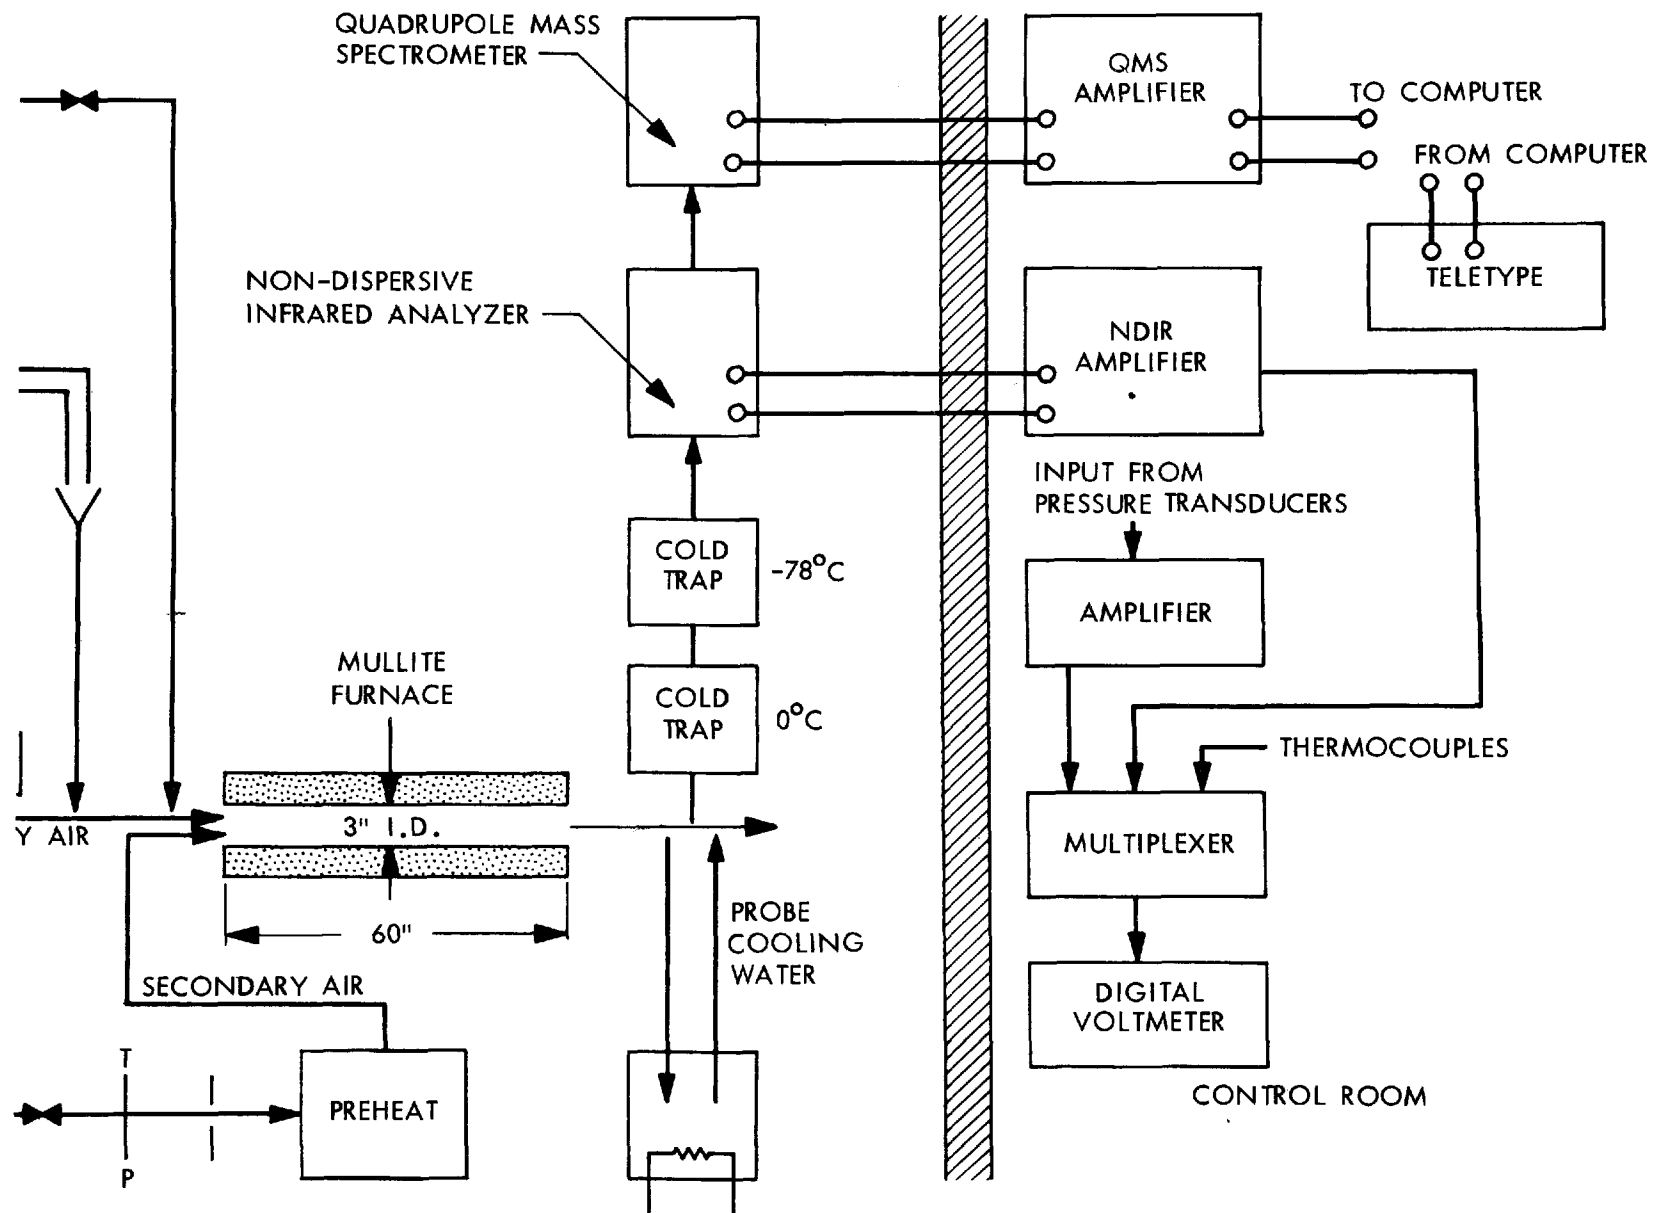 QUADRUPOLE MASS
SPECTROMETER
QMS
AMPLIFIER
TO COMPUTER
FROM COMPUTER
TELETYPE
NON-DISPERSIVE
INFRARED ANALYZER
NDIR
AMPLIFIER
INPUT FROM
PRESSURE TRANSDUCERS
COLD
TRAP
-78°C
AMPLIFIER
MULLITE
FURNACE
COLD
TRAP
0°C
THERMOCOUPLES
Y AIR
3" I.D.
MULTIPLEXER
60"
PROBE
COOLING
WATER
SECONDARY AIR
DIGITAL
VOLTMETER
T
PREHEAT
P
CONTROL ROOM